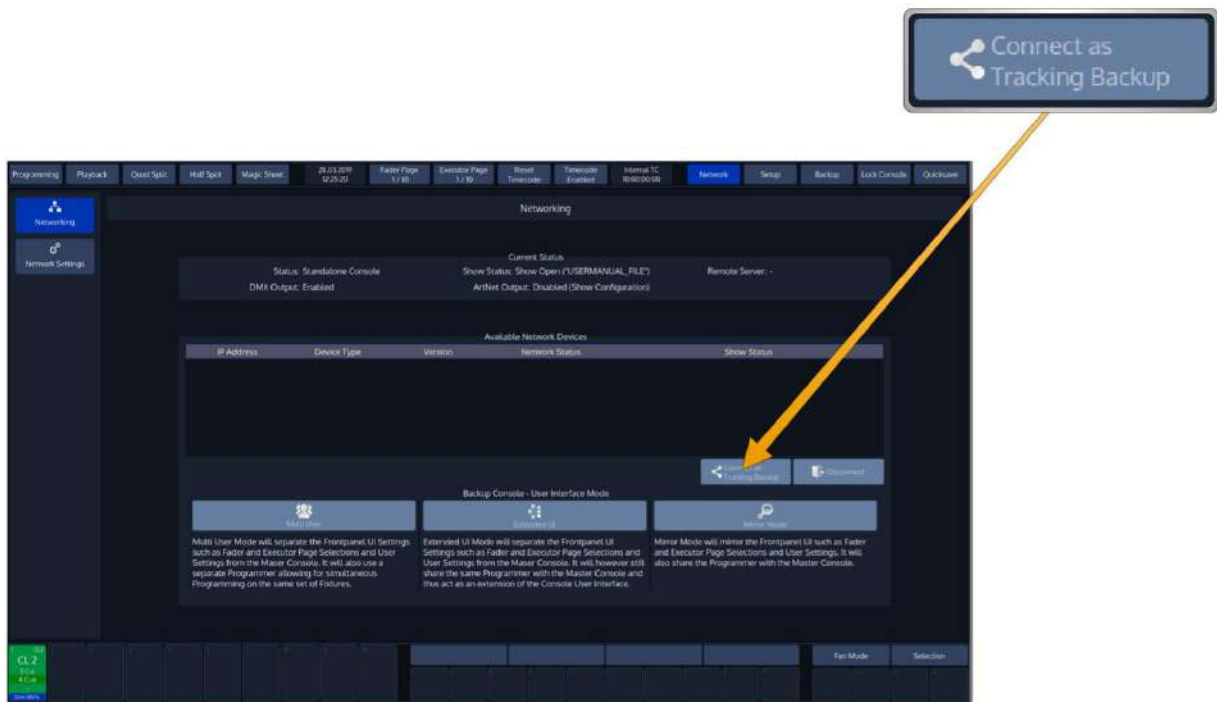 Connect as
Tracking Backup
Programming Playback Quad Split Half Split Magic Sheet 28.03.2019 Fader Page Executor Page Reset Timecode Internal TC Network Setup Backup Lock Console Quicksave
12:25:20 1 / 10 1 / 10 Timecode Enabled
Networking
Networking
Network Settings
Current Status
Status: Standalone Console Show Status: Show Open ("USERMANUAL_FILE") Remote Server: -
DMX Output: Enabled ArtNet Output: Disabled (Show Configuration)
Available Network Devices
IP Address Device Type Version Network Status Show Status
Tracking Backup Disconnect
Backup Console - User Interface Mode
Multi User Extended UI Mirror Mode
Multi User Mode will separate the Frontpanel UI Settings
such as Fader and Executor Page Selections and User
Settings from the Maser Console. It will also use a
separate Programmer allowing for simultaneous
Programming on the same set of Fixtures.
Extended UI Mode will separate the Frontpanel UI
Settings such as Fader and Executor Page Selections and
User Settings from the Maser Console. It will however still
share the same Programmer with the Master Console and
thus act as an extension of the Console User Interface.
Mirror Mode will mirror the Frontpanel UI such as Fader
and Executor Page Selections and User Settings. It will
also share the Programmer with the Master Console.
CL 2
4 Cue
Fan Mode Selection